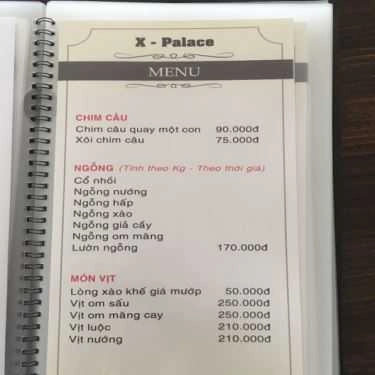 X - Palace
MENU
CHIM CÂU
Chim câu quay một con 90.000đ
Xôi chim câu 75.000đ
NGỖNG (Tính theo Kg - Theo thời giá)
Cổ nhồi
Ngỗng nướng
Ngỗng hấp
Ngỗng xào
Ngỗng giả cầy
Ngỗng om măng
Lườn ngỗng 170.000đ
MÓN VỊT
Lòng xào khế giá mướp 50.000đ
Vịt om sấu 250.000đ
Vịt om măng cay 250.000đ
Vịt luộc 210.000đ
Vịt nướng 210.000đ